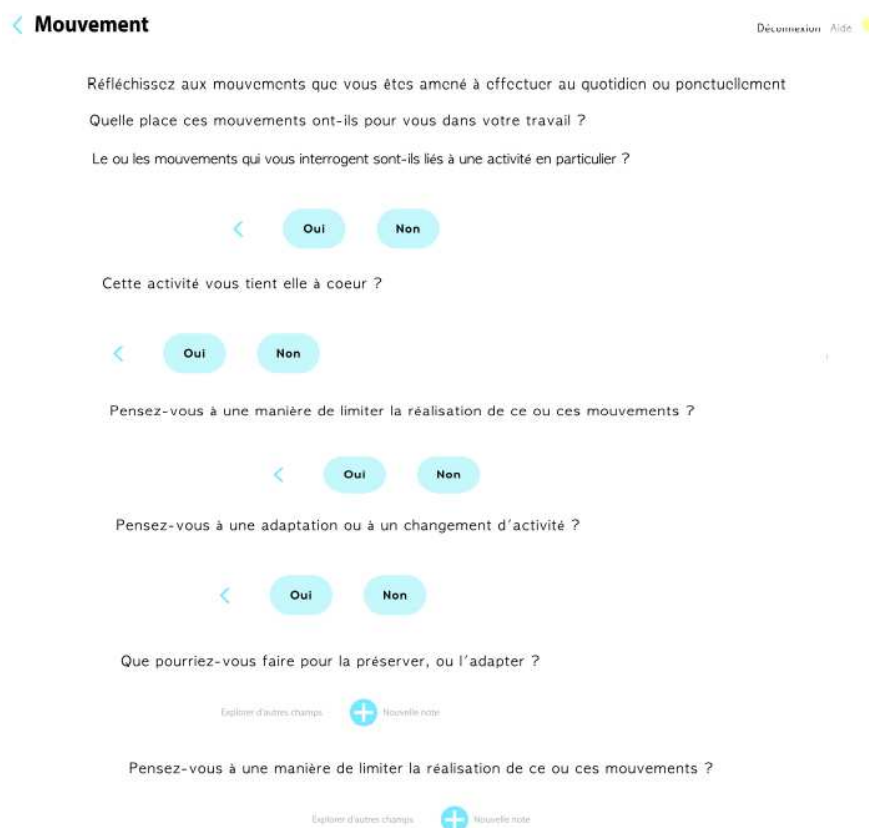 Mouvement
Déconnexion Aide
Réfléchissez aux mouvements que vous êtes amené à effectuer au quotidien ou ponctuellement
Quelle place ces mouvements ont-ils pour vous dans votre travail ?
Le ou les mouvements qui vous interrogent sont-ils liés à une activité en particulier ?
Oui Non
Cette activité vous tient elle à coeur ?
Oui Non
Pensez-vous à une manière de limiter la réalisation de ce ou ces mouvements ?
Oui Non
Pensez-vous à une adaptation ou à un changement d'activité ?
Oui Non
Que pourriez-vous faire pour la préserver, ou l'adapter ?
Explorer d'autres champs Nouvelle note
Pensez-vous à une manière de limiter la réalisation de ce ou ces mouvements ?
Explorer d'autres champs Nouvelle note